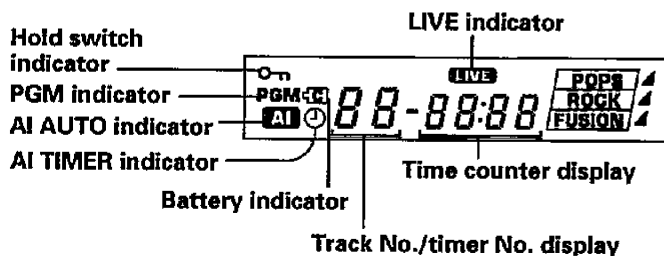 LIVE indicator
Hold switch
indicator
PGM indicator
AI AUTO indicator
AI TIMER indicator
LIVE
PGM C
AI
88-88:88
POPS
ROCK
FUSION
Time counter display
Battery indicator
Track No./timer No. display